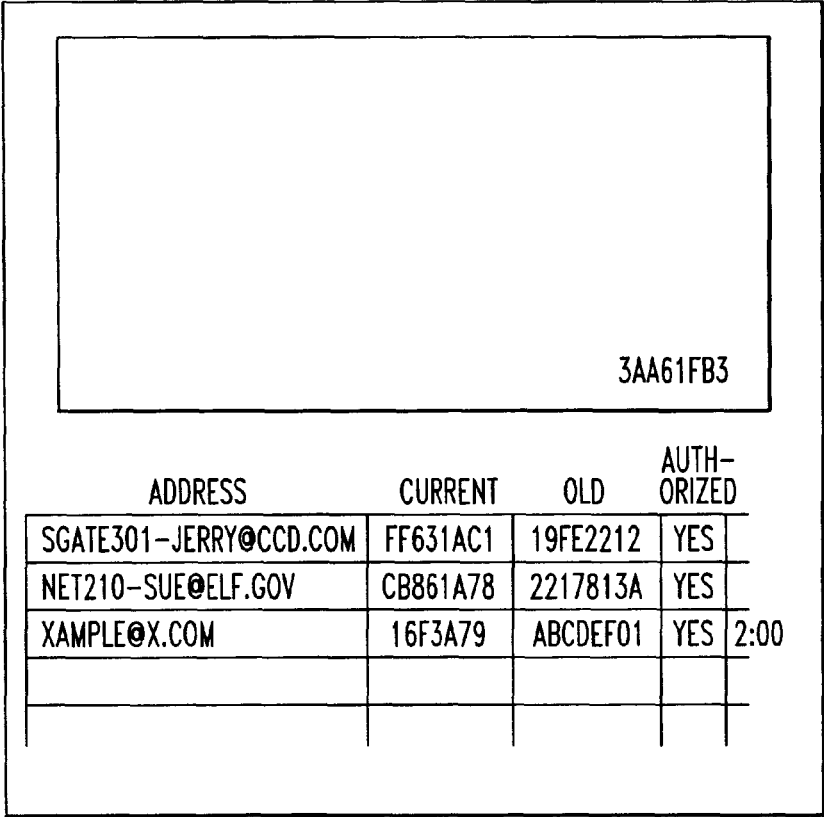 3AA61FB3
AUTH-
ADDRESS CURRENT OLD ORIZED
SGATE301-JERRY@CCD.COM FF631AC1 19FE2212 YES
NET210-SUE@ELF.GOV CB861A78 2217813A YES
XAMPLE@X.COM 16F3A79 ABCDEF01 YES 2:00